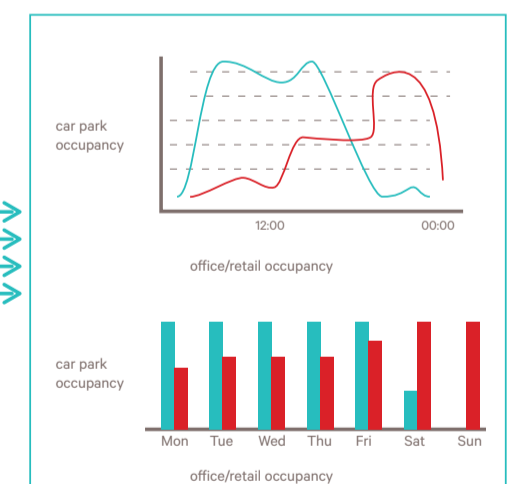 car park
occupancy
12:00
00:00
office/retail occupancy
car park
occupancy
Mon Tue Wed Thu Fri Sat Sun
office/retail occupancy